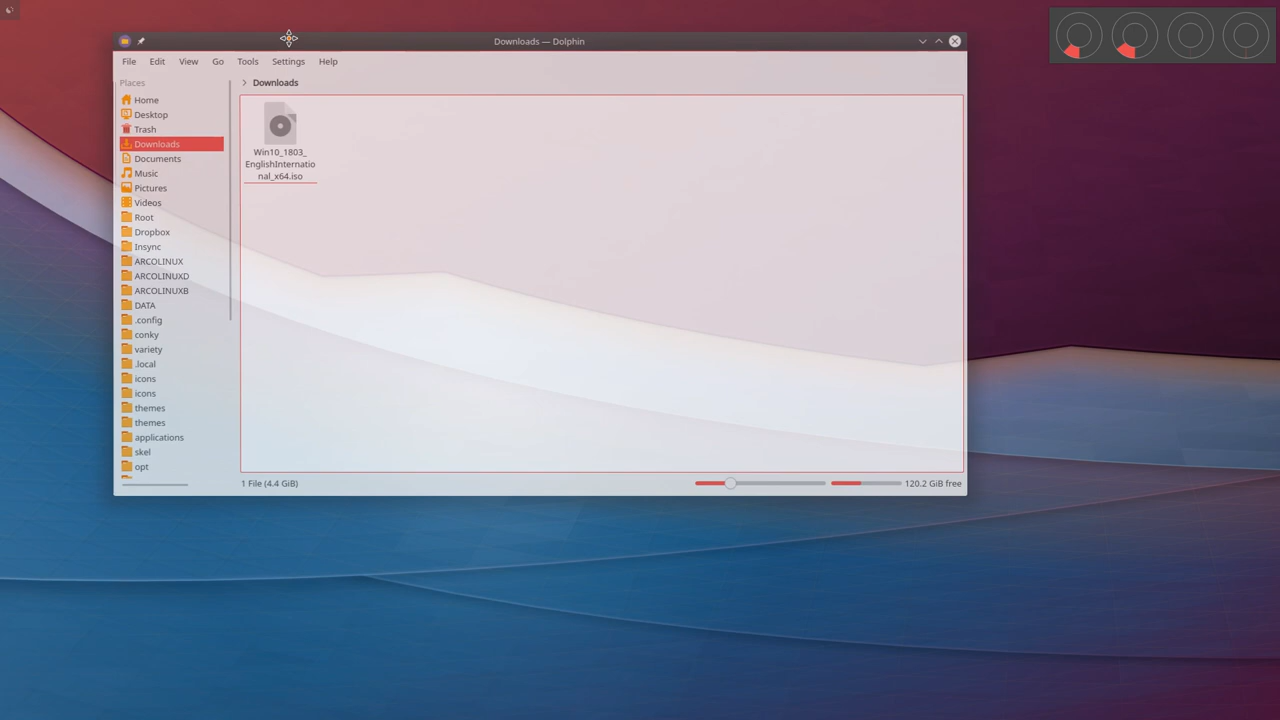 Downloads — Dolphin
File Edit View Go Tools Settings Help
Places
Home
Desktop
Trash
Downloads
Documents
Music
Pictures
Videos
Root
Dropbox
Insync
ARCOLINUX
ARCOLINUXD
ARCOLINUXB
DATA
.config
conky
variety
.local
icons
icons
themes
themes
applications
skel
opt
Downloads
Win10_1803_
EnglishInternatio
nal_x64.iso
1 File (4.4 GiB)
120.2 GiB free